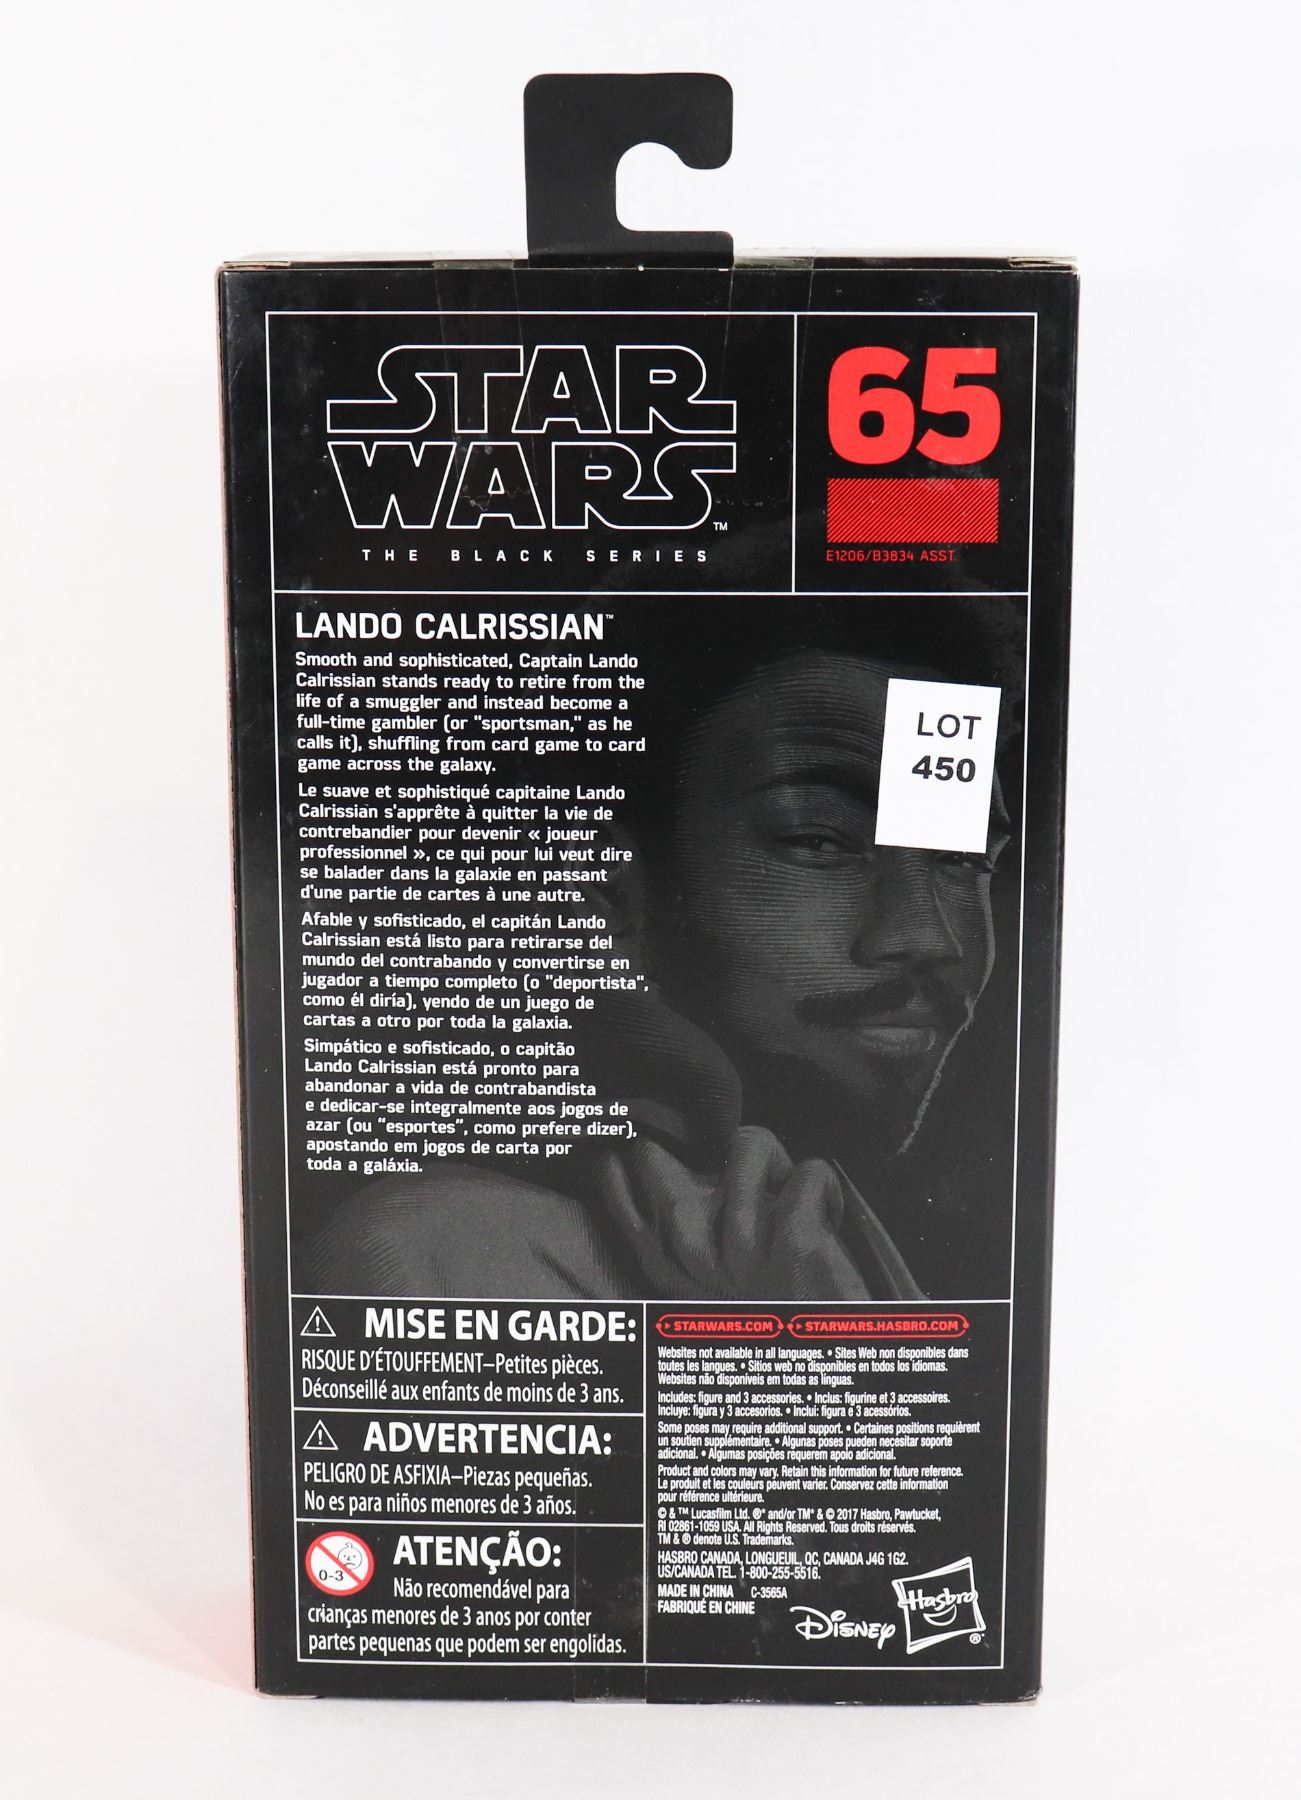 STAR
WARS™
THE BLACK SERIES
65
E1206/B3834 ASST.
LANDO CALRISSIAN™
Smooth and sophisticated, Captain Lando
Calrissian stands ready to retire from the
life of a smuggler and instead become a
full-time gambler (or "sportsman," as he
calls it), shuffling from card game to card
game across the galaxy.
Le suave et sophistiqué capitaine Lando
Calrissian s'apprête à quitter la vie de
contrebandier pour devenir « joueur
professionnel », ce qui pour lui veut dire
se balader dans la galaxie en passant
d'une partie de cartes à une autre.
Afable y sofisticado, el capitán Lando
Calrissian está listo para retirarse del
mundo del contrabando y convertirse en
jugador a tiempo completo (o "deportista",
como él diría), yendo de un juego de
cartas a otro por toda la galaxia.
Simpático e sofisticado, o capitão
Lando Calrissian está pronto para
abandonar a vida de contrabandista
e dedicar-se integralmente aos jogos de
azar (ou "esportes", como prefere dizer),
apostando em jogos de carta por
toda a galáxia.
LOT
450
MISE EN GARDE:
RISQUE D'ÉTOUFFEMENT–Petites pièces.
Déconseillé aux enfants de moins de 3 ans.
ADVERTENCIA:
PELIGRO DE ASFIXIA–Piezas pequeñas.
No es para niños menores de 3 años.
0-3
ATENÇÃO:
Não recomendável para
crianças menores de 3 anos por conter
partes pequenas que podem ser engolidas.
STARWARS.COM STARWARS.HASBRO.COM
Websites not available in all languages. • Sites Web non disponibles dans
toutes les langues. • Sitios web no disponibles en todos los idiomas.
Websites não disponíveis em todas as línguas.
Includes: figure and 3 accessories. • Inclus: figurine et 3 accessoires.
Incluye: figura y 3 accesorios. • Inclui: figura e 3 acessórios.
Some poses may require additional support. • Certaines positions requièrent
un soutien supplémentaire. • Algunas poses pueden necesitar soporte
adicional. • Algumas posições requerem apoio adicional.
Product and colors may vary. Retain this information for future reference.
Le produit et les couleurs peuvent varier. Conservez cette information
pour référence ultérieure.
© & ™ Lucasfilm Ltd. ®* and/or TM* & © 2017 Hasbro, Pawtucket,
RI 02861-1059 USA. All Rights Reserved. Tous droits réservés.
TM & ® denote U.S. Trademarks.
HASBRO CANADA, LONGUEUIL, QC, CANADA J4G 1G2.
US/CANADA TEL. 1-800-255-5516.
MADE IN CHINA C-3565A
FABRIQUÉ EN CHINE
Disney
Hasbro®